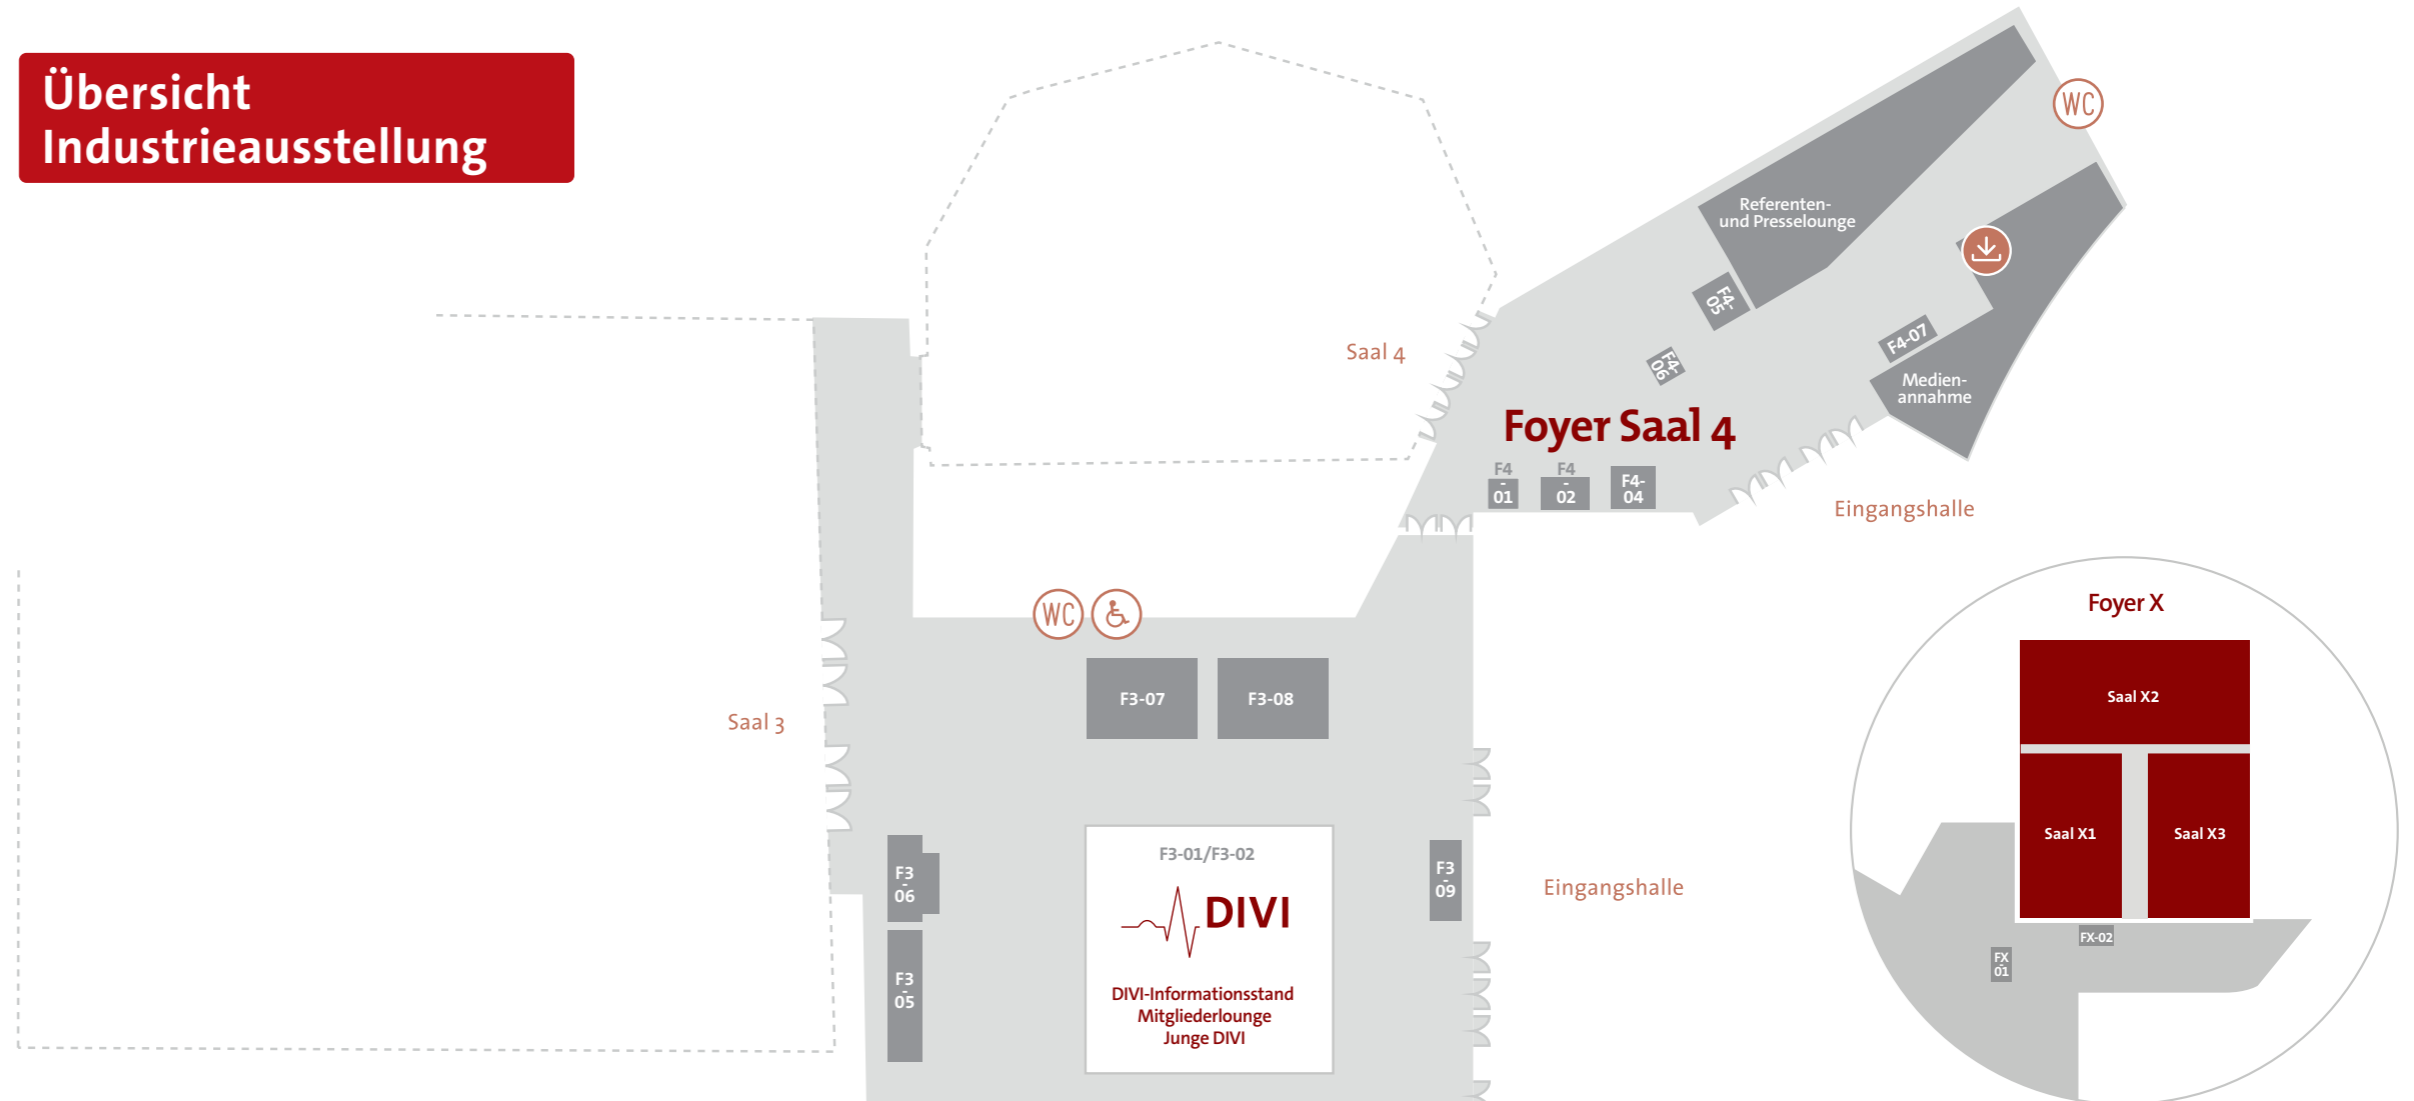 Übersicht
Industrieausstellung
WC
Referenten-
und Presselounge
F4-
05
F4-
06
F4-07
Medien-
annahme
Saal 4
Foyer Saal 4
F4
-
01
F4
-
02
F4-
04
Eingangshalle
WC
F3-07
F3-08
Saal 3
F3
-
06
F3
-
05
F3-01/F3-02
DIVI
DIVI-Informationsstand
Mitgliederlounge
Junge DIVI
F3
-
09
Eingangshalle
Foyer X
Saal X2
Saal X1
Saal X3
FX-02
FX
-
01